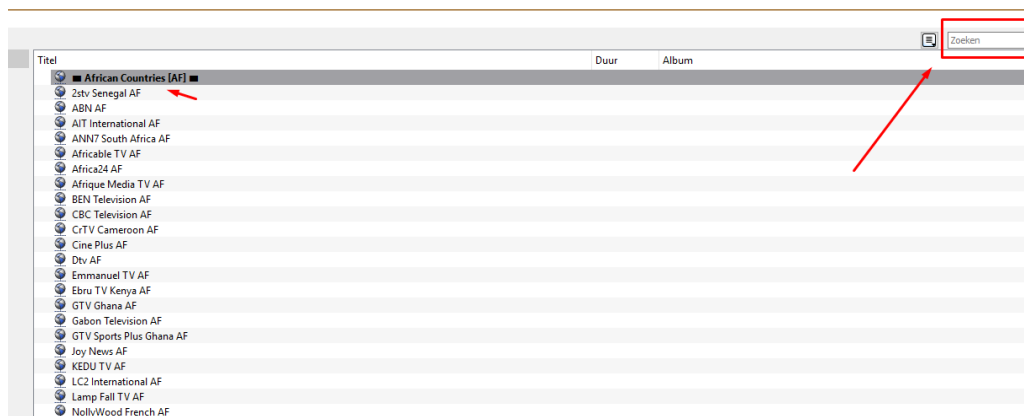 Zoeken
Titel Duur Album
African Countries [AF]
2stv Senegal AF
ABN AF
AIT International AF
ANN7 South Africa AF
Africable TV AF
Africa24 AF
Afrique Media TV AF
BEN Television AF
CBC Television AF
CrTV Cameroon AF
Cine Plus AF
Dtv AF
Emmanuel TV AF
Ebru TV Kenya AF
GTV Ghana AF
Gabon Television AF
GTV Sports Plus Ghana AF
Joy News AF
KEDU TV AF
LC2 International AF
Lamp Fall TV AF
NollyWood French AF